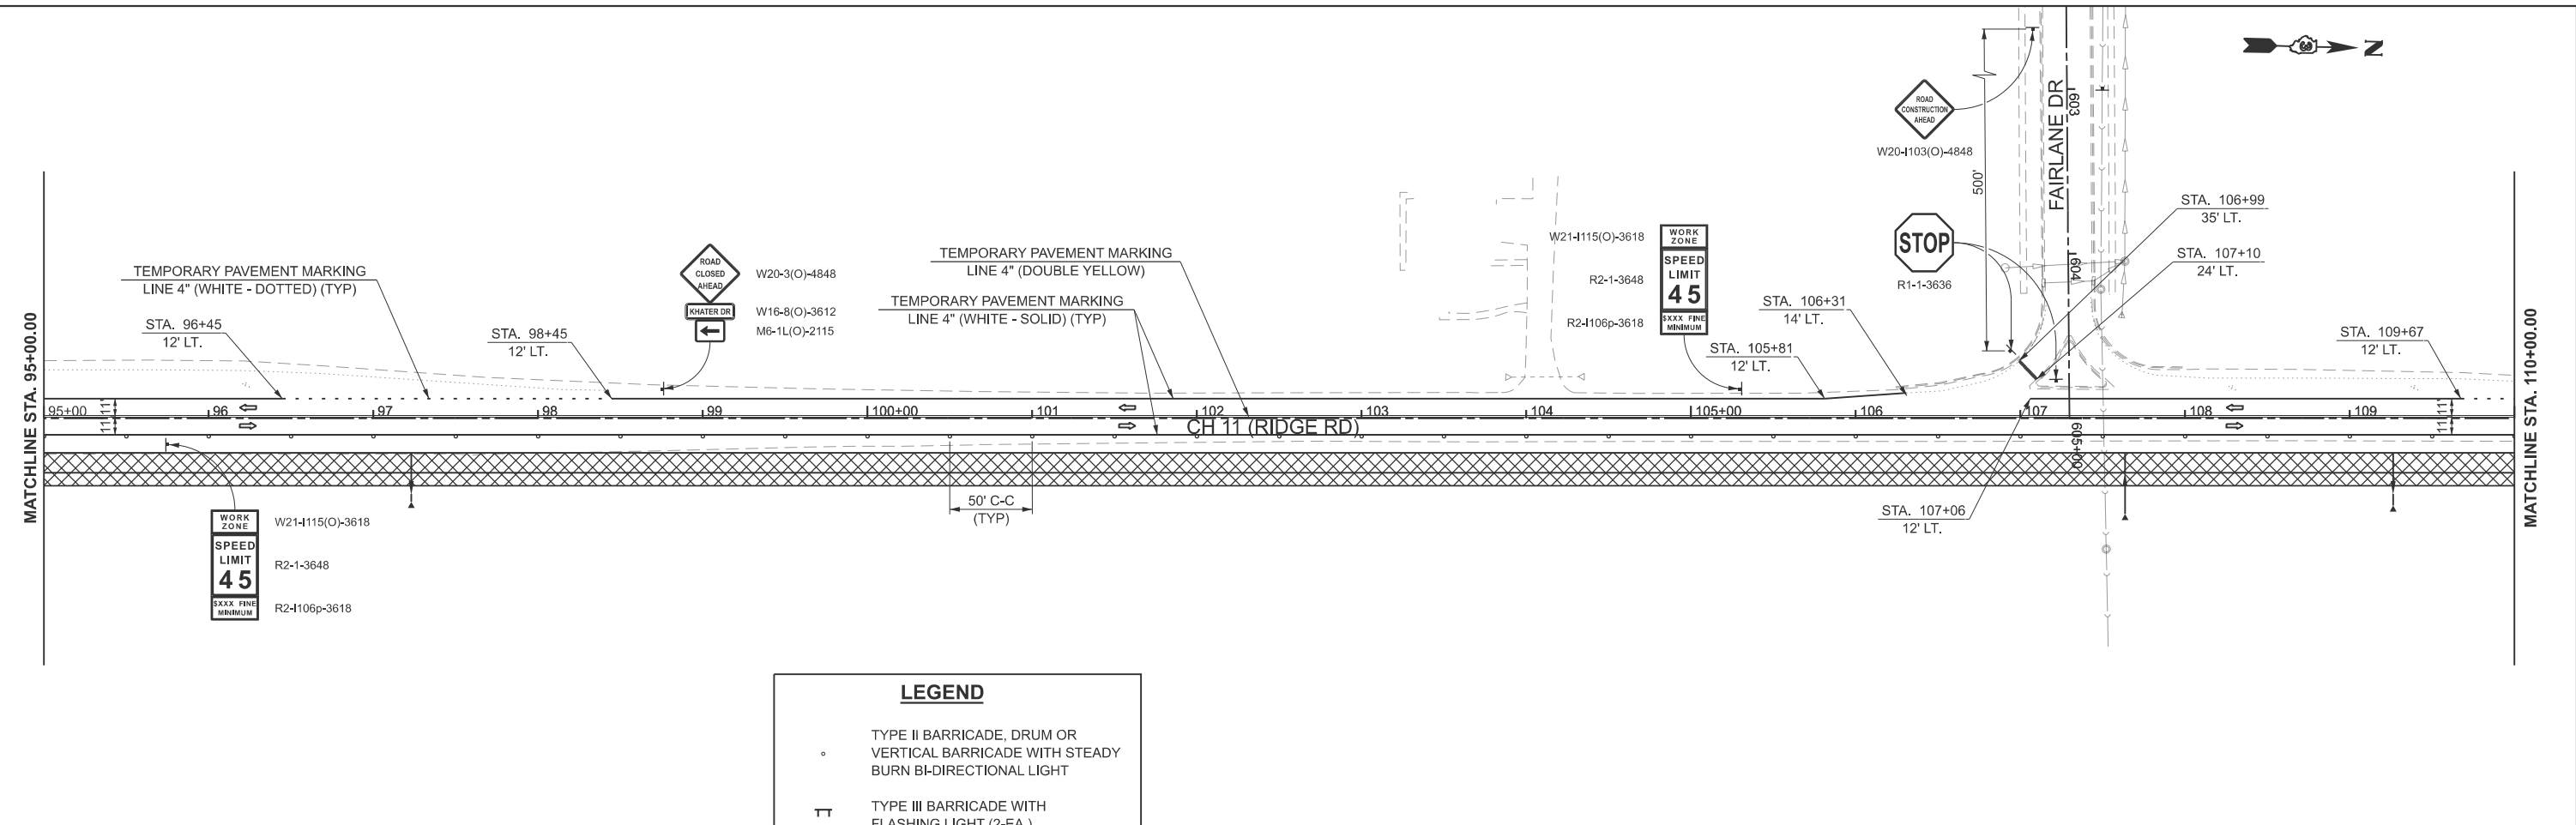 N
ROAD
CONSTRUCTION
AHEAD
W20-I103(O)-4848
500'
FAIRLANE DR
603
604
605+00
STOP
R1-1-3636
STA. 106+99
35' LT.
STA. 107+10
24' LT.
MATCHLINE STA. 95+00.00
TEMPORARY PAVEMENT MARKING
LINE 4" (WHITE - DOTTED) (TYP)
STA. 96+45
12' LT.
STA. 98+45
12' LT.
ROAD
CLOSED
AHEAD
W20-3(O)-4848
KHATER DR
W16-8(O)-3612
M6-1L(O)-2115
TEMPORARY PAVEMENT MARKING
LINE 4" (DOUBLE YELLOW)
TEMPORARY PAVEMENT MARKING
LINE 4" (WHITE - SOLID) (TYP)
W21-I115(O)-3618
WORK
ZONE
R2-1-3648
SPEED
LIMIT
45
R2-I106p-3618
$XXX FINE
MINIMUM
STA. 105+81
12' LT.
STA. 106+31
14' LT.
STA. 109+67
12' LT.
MATCHLINE STA. 110+00.00
95+00 96 97 98 99 100+00 101 102 103 104 105+00 106 107 108 109
11'
11'
11'
11'
CH 11 (RIDGE RD)
50' C-C
(TYP)
STA. 107+06
12' LT.
WORK
ZONE
W21-I115(O)-3618
SPEED
LIMIT
45
R2-1-3648
$XXX FINE
MINIMUM
R2-I106p-3618
LEGEND
TYPE II BARRICADE, DRUM OR
VERTICAL BARRICADE WITH STEADY
BURN BI-DIRECTIONAL LIGHT
TYPE III BARRICADE WITH
FLASHING LIGHT (2-EA.)